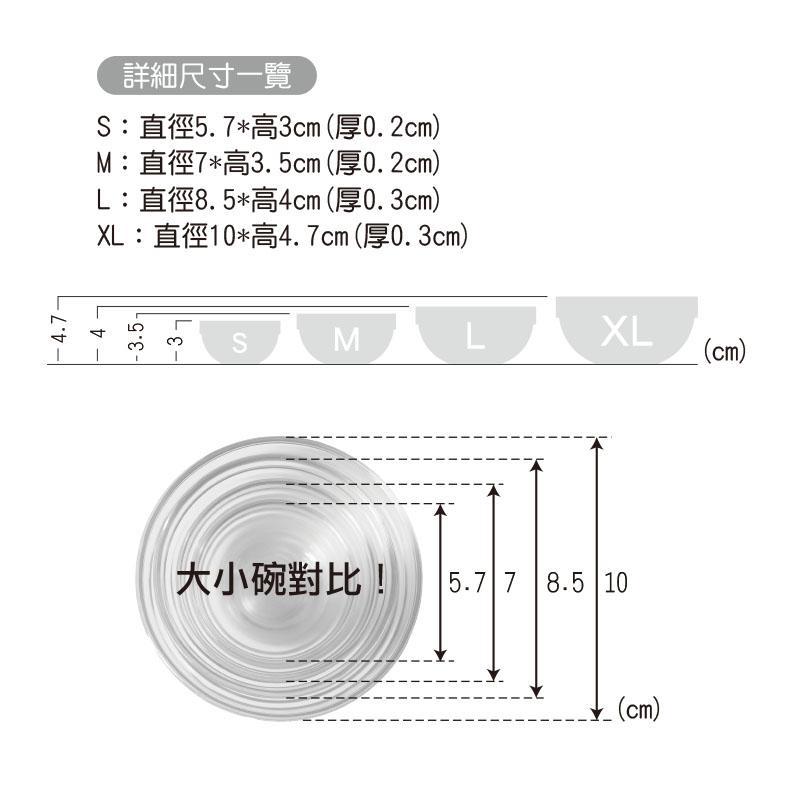 詳細尺寸一覽
S：直徑5.7*高3cm(厚0.2cm)
M：直徑7*高3.5cm(厚0.2cm)
L：直徑8.5*高4cm(厚0.3cm)
XL：直徑10*高4.7cm(厚0.3cm)
4.7 4 3.5 3 S M L XL (cm)
大小碗對比！ 5.7 7 8.5 10
(cm)